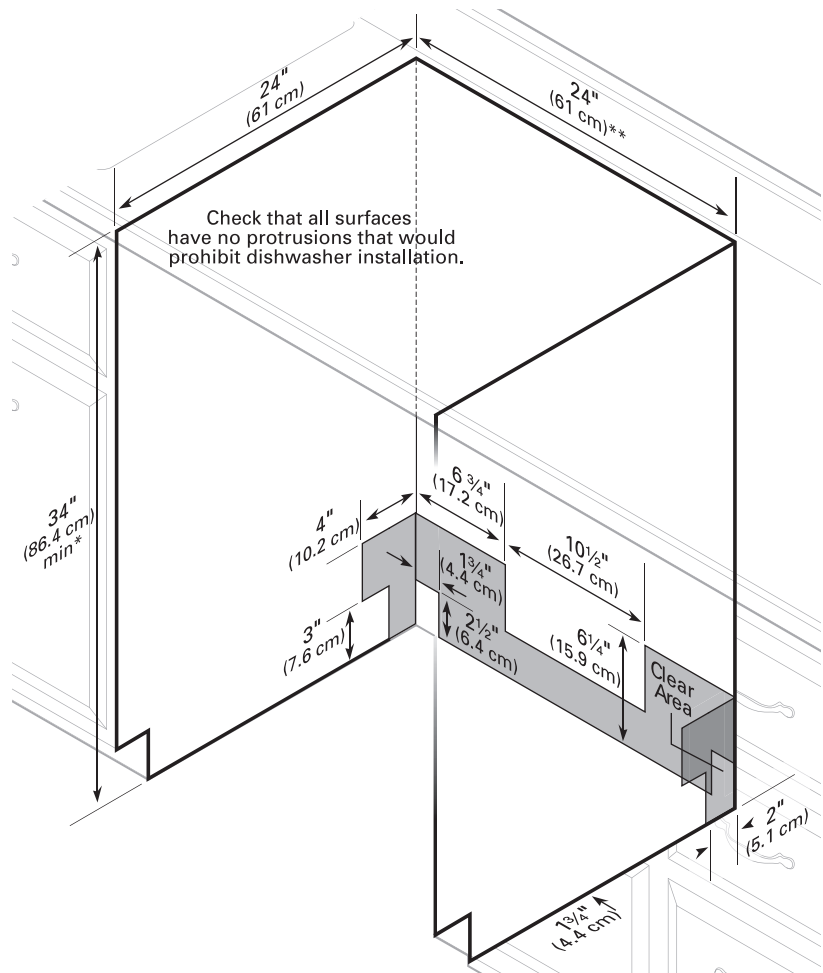 24"
(61 cm)
24"
(61 cm)**
Check that all surfaces
have no protrusions that would
prohibit dishwasher installation.
34"
(86.4 cm)
min*
6 3/4"
(17.2 cm)
4"
(10.2 cm)
10 1/2"
(26.7 cm)
1 3/4"
(4.4 cm)
3"
(7.6 cm)
2 1/2"
(6.4 cm)
6 1/4"
(15.9 cm)
Clear
Area
2"
(5.1 cm)
1 3/4"
(4.4 cm)